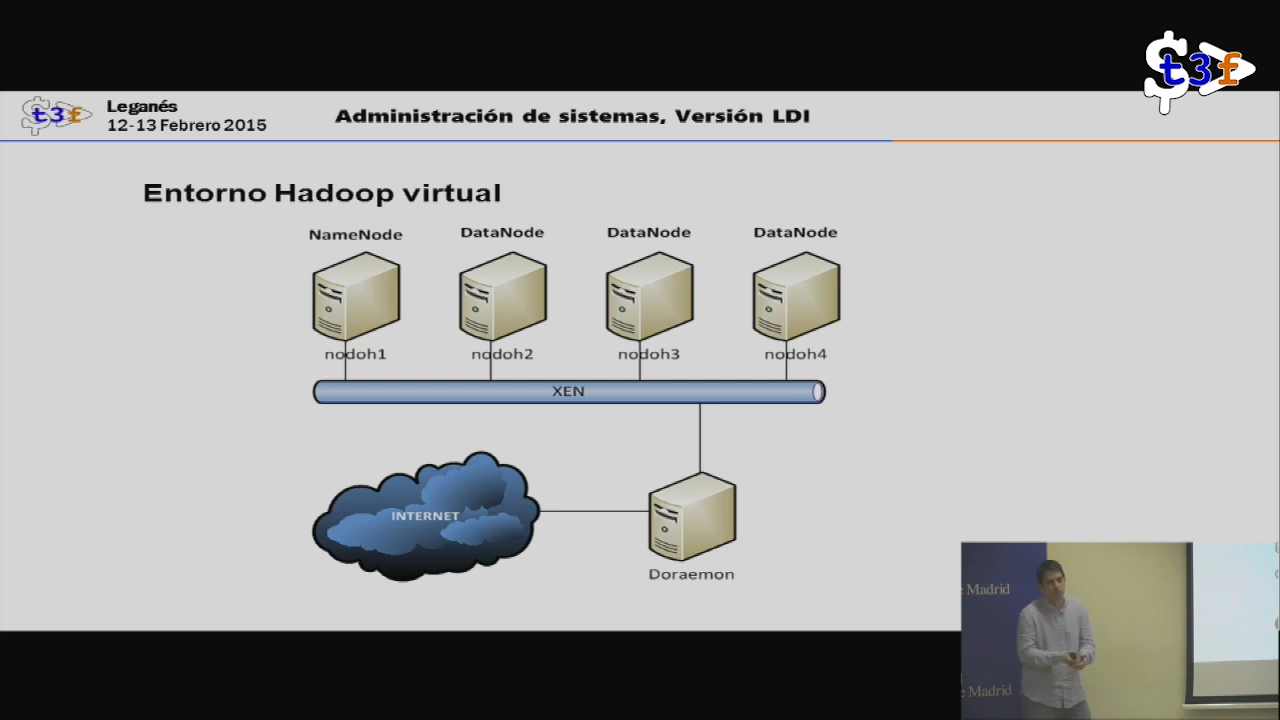 $t3f
t3f
Leganés
12-13 Febrero 2015
Administración de sistemas, Versión LDI
Entorno Hadoop virtual
NameNode
DataNode
DataNode
DataNode
nodoh1
nodoh2
nodoh3
nodoh4
XEN
INTERNET
Doraemon
Madrid
e Madrid